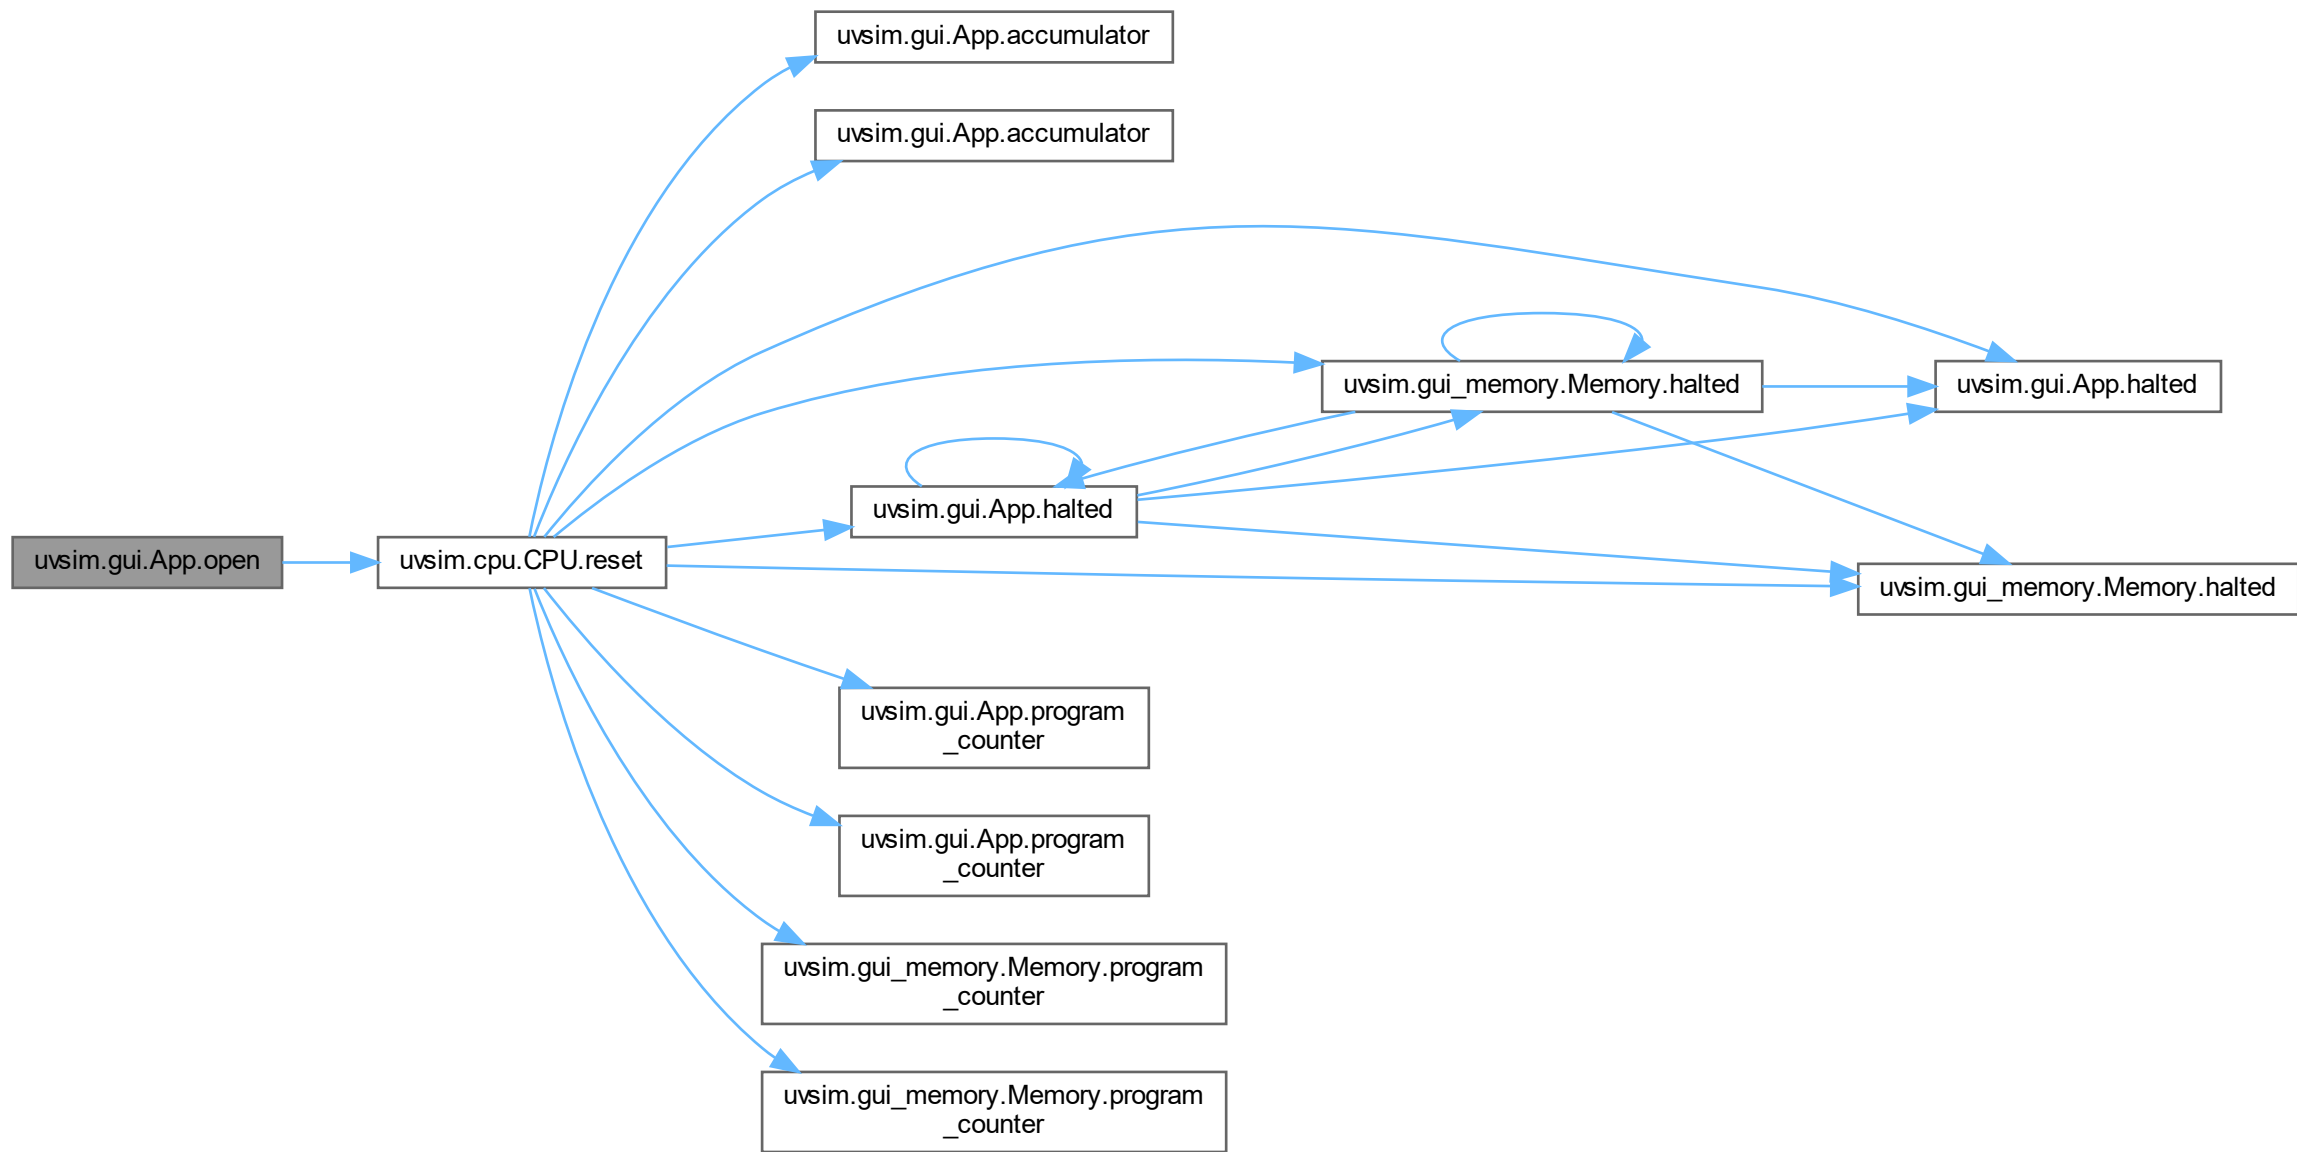 uvsim.gui.App.accumulator
uvsim.gui.App.accumulator
uvsim.gui_memory.Memory.halted
uvsim.gui.App.halted
uvsim.gui.App.halted
uvsim.gui.App.open
uvsim.cpu.CPU.reset
uvsim.gui_memory.Memory.halted
uvsim.gui.App.program
_counter
uvsim.gui.App.program
_counter
uvsim.gui_memory.Memory.program
_counter
uvsim.gui_memory.Memory.program
_counter